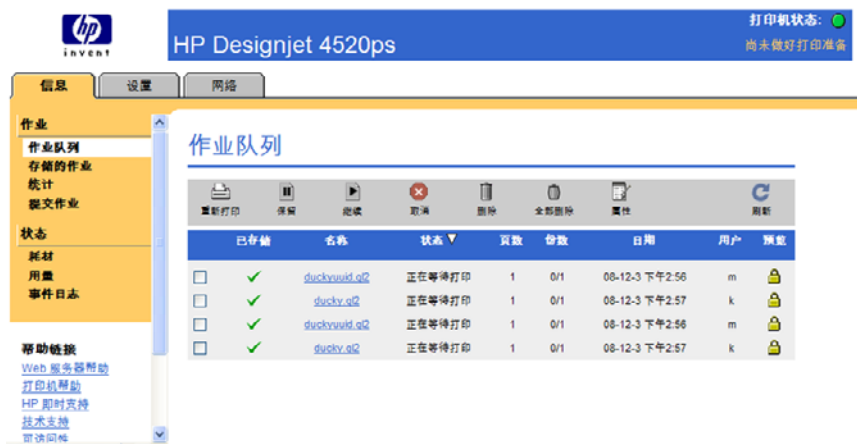 hp
invent
HP Designjet 4520ps
打印机状态:
尚未做好打印准备
信息 设置 网络
作业
作业队列
存储的作业
统计
提交作业
状态
耗材
用量
事件日志
帮助链接
Web 服务器帮助
打印机帮助
HP 即时支持
技术支持
可访问性
作业队列
重新打印 保留 继续 取消 删除 全部删除 属性 刷新
已存储 名称 状态 页数 份数 日期 用户 预览
duckyuuid.gl2 正在等待打印 1 0/1 08-12-3 下午2:56 m
ducky.gl2 正在等待打印 1 0/1 08-12-3 下午2:57 k
duckyuuid.gl2 正在等待打印 1 0/1 08-12-3 下午2:56 m
ducky.gl2 正在等待打印 1 0/1 08-12-3 下午2:57 k